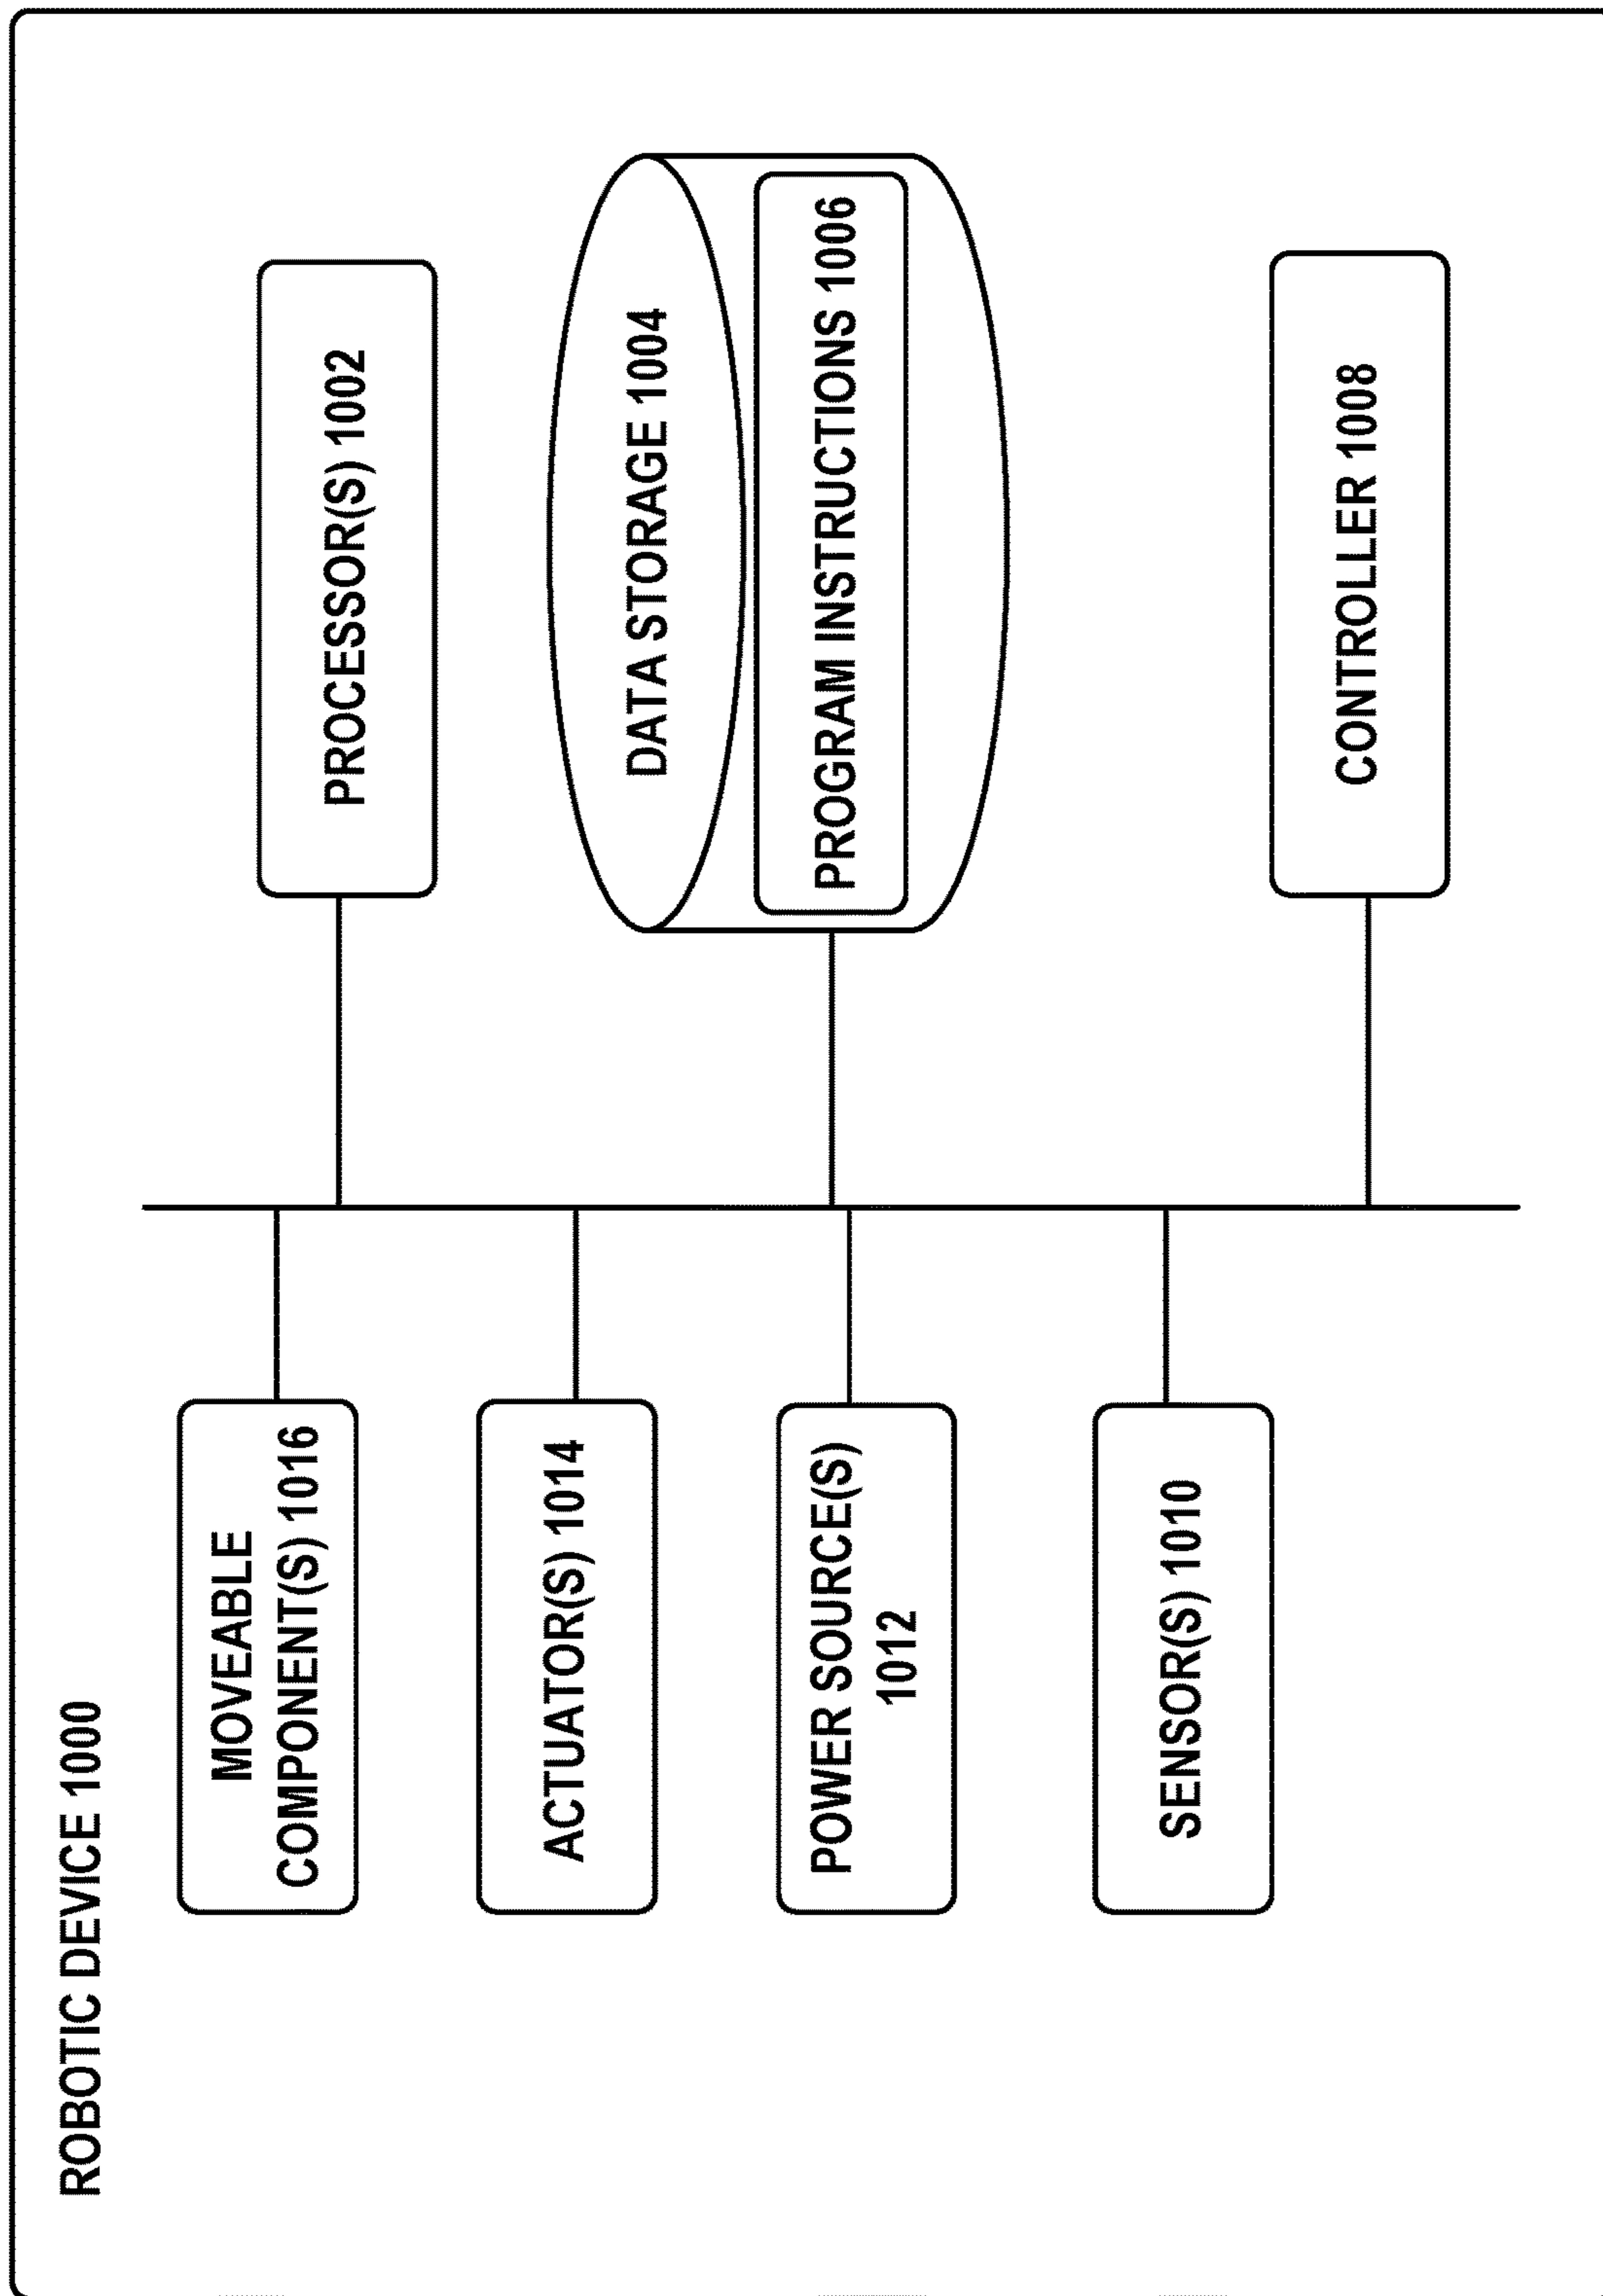 ROBOTIC DEVICE 1000
MOVEABLE
COMPONENT(S) 1016
ACTUATOR(S) 1014
POWER SOURCE(S)
1012
SENSOR(S) 1010
PROCESSOR(S) 1002
DATA STORAGE 1004
PROGRAM INSTRUCTIONS 1006
CONTROLLER 1008